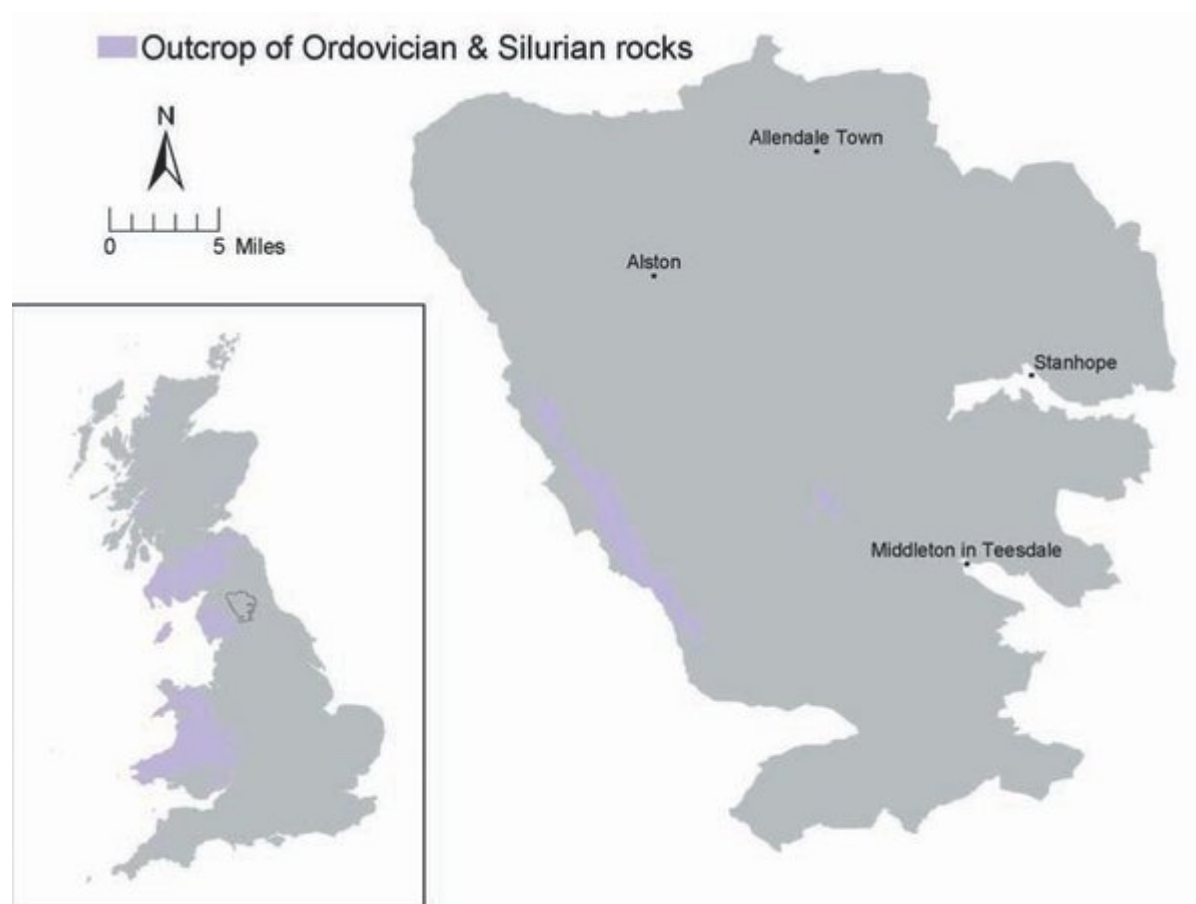 Outcrop of Ordovician & Silurian rocks
N
0 5 Miles
Allendale Town
Alston
Stanhope
Middleton in Teesdale